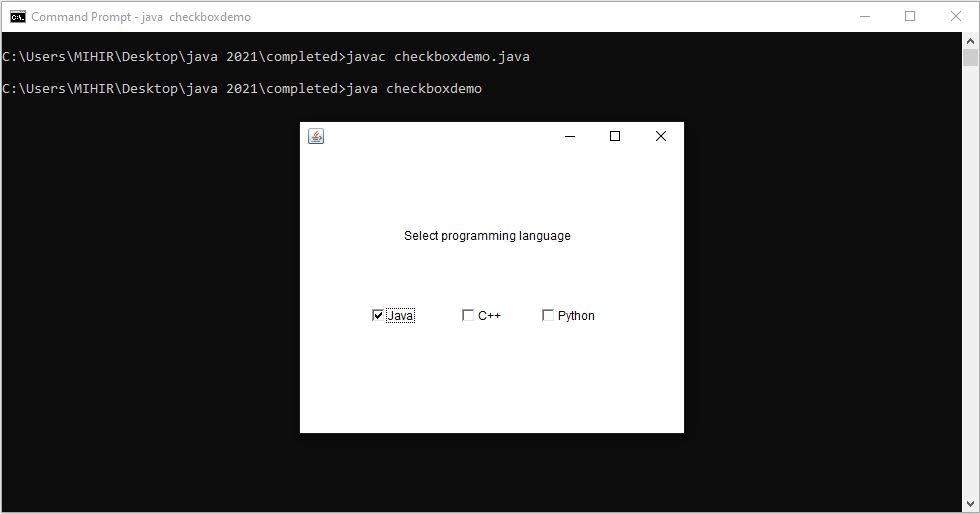 Command Prompt - java  checkboxdemo
C:\Users\MIHIR\Desktop\java 2021\completed>javac checkboxdemo.java
C:\Users\MIHIR\Desktop\java 2021\completed>java checkboxdemo
Select programming language
Java C++ Python